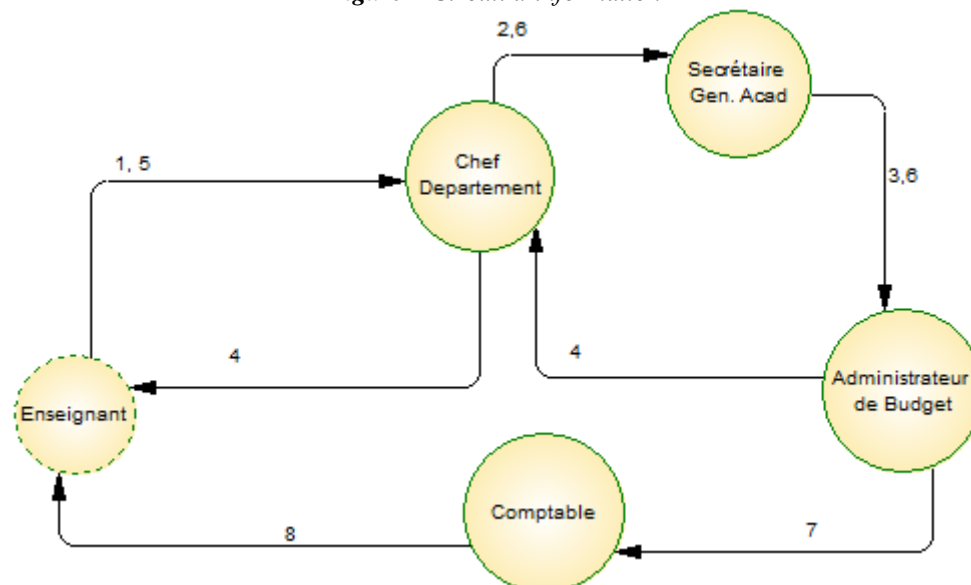 2,6
Secrétaire
Gen. Acad
1, 5
Chef
Departement
3,6
4
4
Enseignant
Administrateur
de Budget
Comptable
8
7